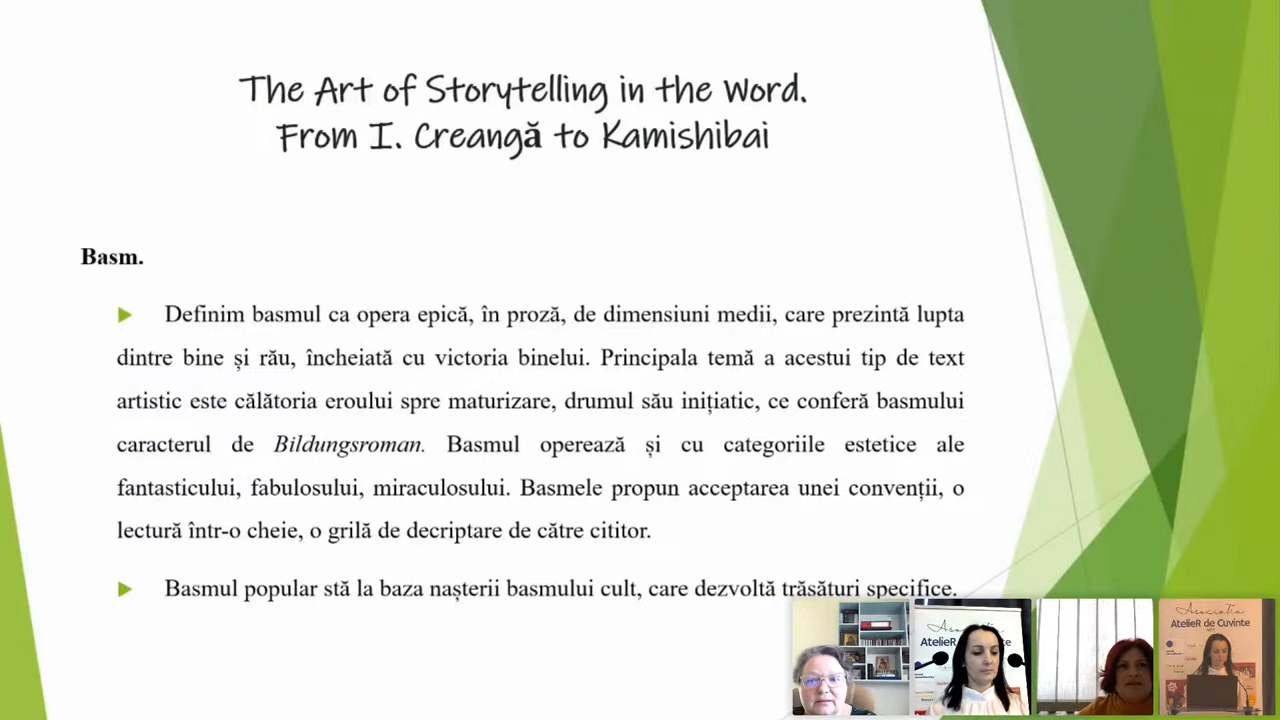 The Art of Storytelling in the Word.
From I. Creangă to Kamishibai
Basm.
Definim basmul ca opera epică, în proză, de dimensiuni medii, care prezintă lupta
dintre bine și rău, încheiată cu victoria binelui. Principala temă a acestui tip de text
artistic este călătoria eroului spre maturizare, drumul său inițiatic, ce conferă basmului
caracterul de Bildungsroman. Basmul operează și cu categoriile estetice ale
fantasticului, fabulosului, miraculosului. Basmele propun acceptarea unei convenții, o
lectură într-o cheie, o grilă de decriptare de către cititor.
Basmul popular stă la baza nașterii basmului cult, care dezvoltă trăsături specifice.
Asociatia
AtelieR de Cuvinte